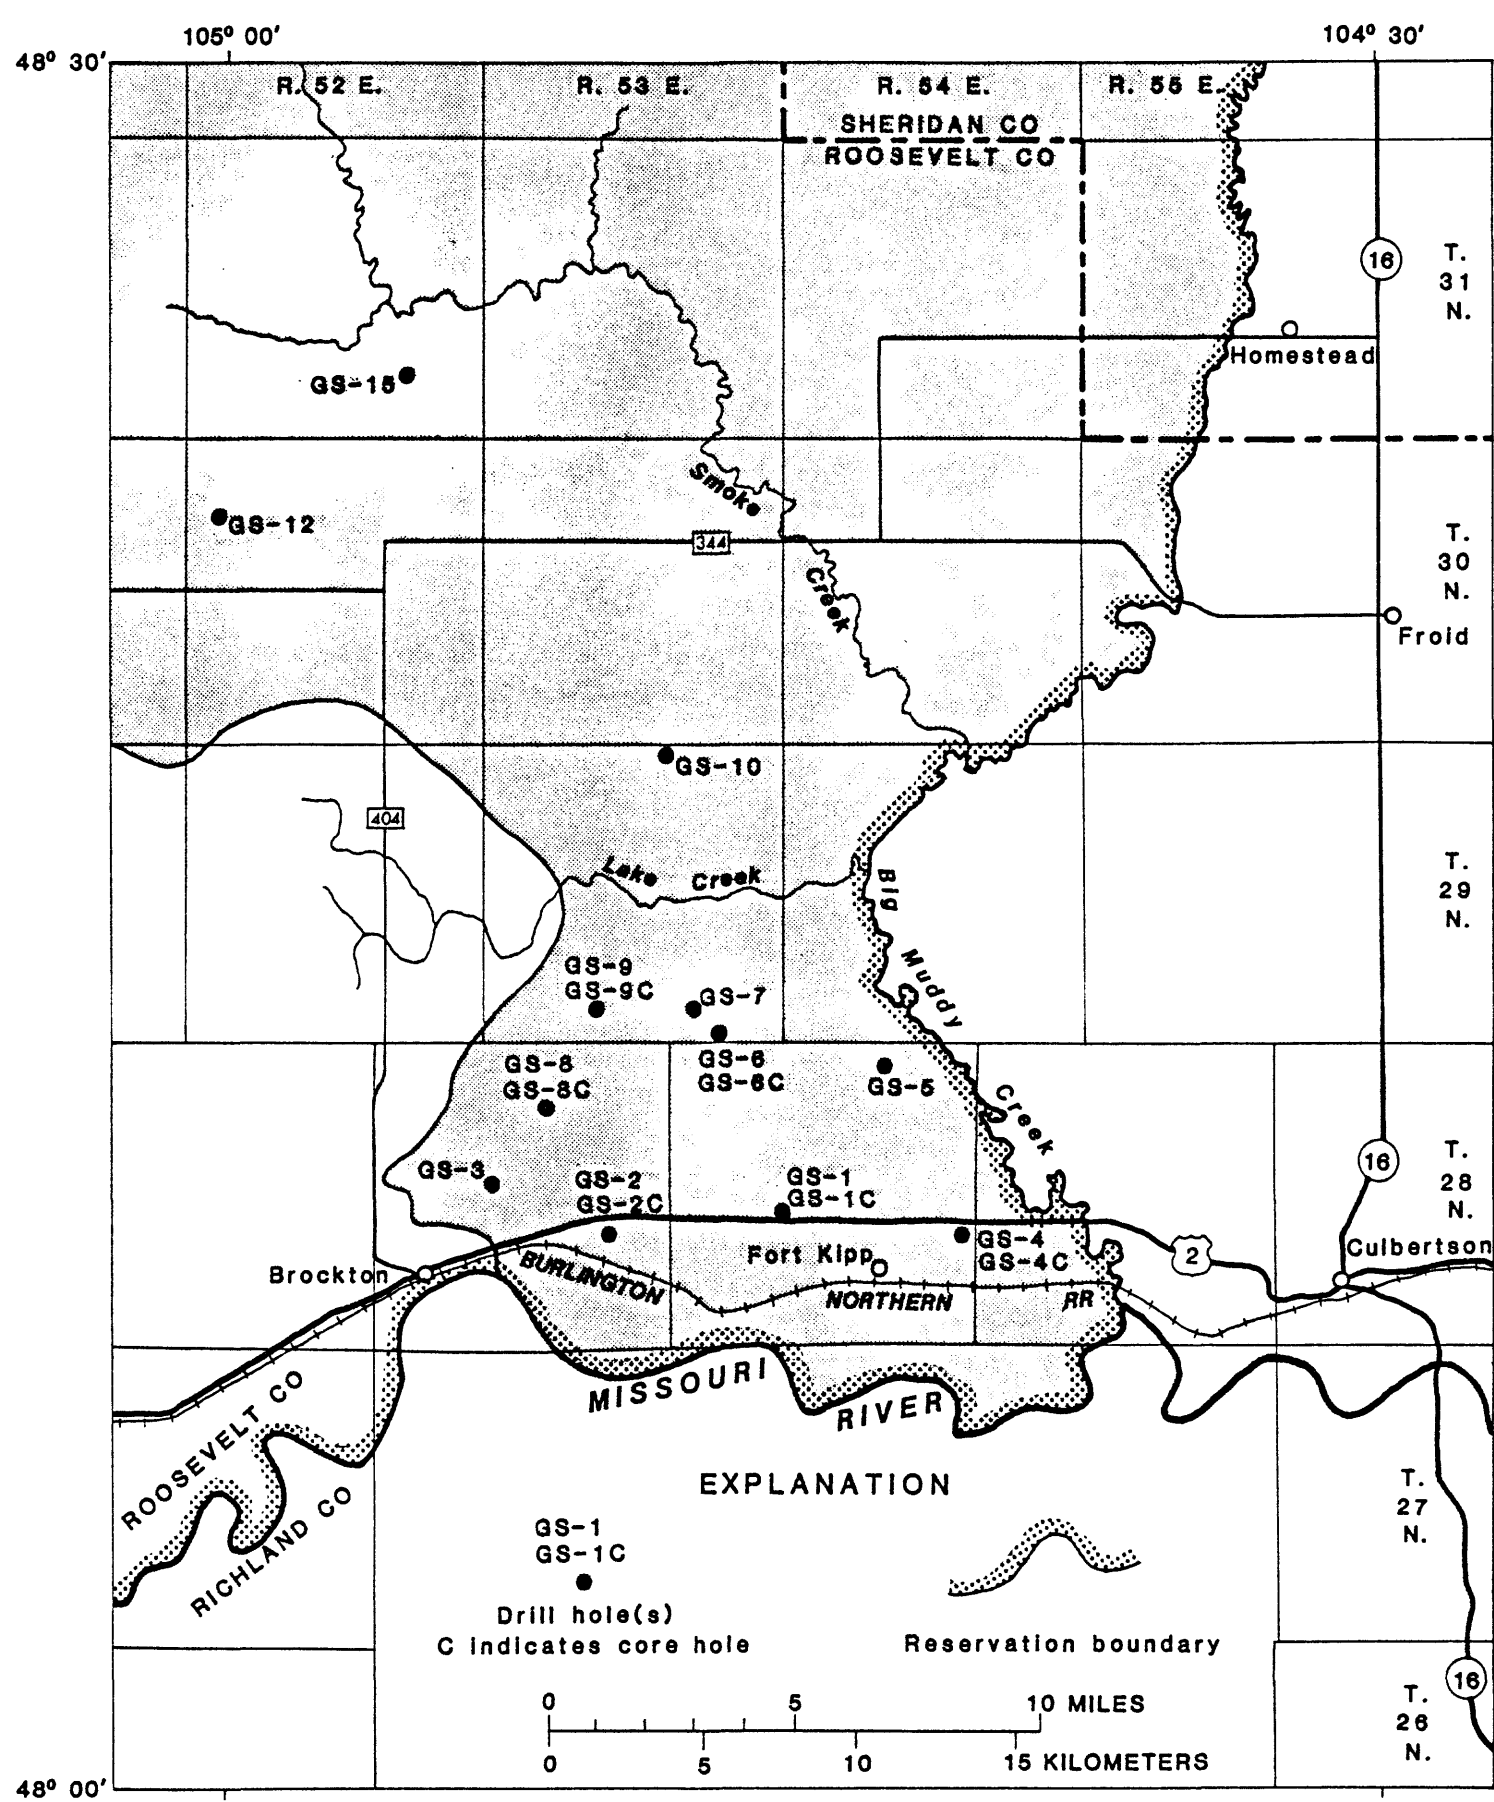 105° 00'
104° 30'
48° 30'
R. 52 E.
R. 53 E.
R. 54 E.
R. 55 E.
SHERIDAN CO
ROOSEVELT CO
16
T.
31
N.
Homestead
GS-15
Smoke
GS-12
344
Creek
T.
30
N.
Froid
GS-10
404
Lake Creek
Big
Muddy
Creek
T.
29
N.
GS-9
GS-9C
GS-7
GS-6
GS-6C
GS-8
GS-8C
GS-5
GS-3
GS-2
GS-2C
GS-1
GS-1C
16
T.
28
N.
GS-4
GS-4C
Fort Kipp
2
Culbertson
Brockton
BURLINGTON
NORTHERN
RR
MISSOURI
RIVER
ROOSEVELT CO
RICHLAND CO
T.
27
N.
EXPLANATION
GS-1
GS-1C
Drill hole(s)
C indicates core hole
Reservation boundary
16
T.
26
N.
0 5 10 MILES
0 5 10 15 KILOMETERS
48° 00'